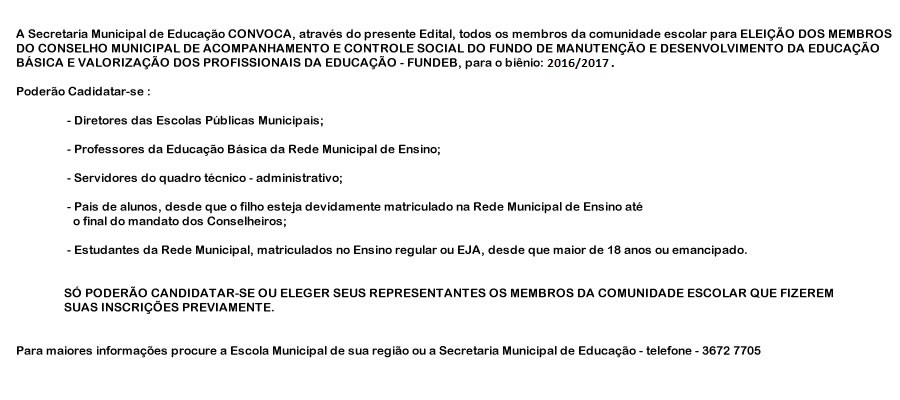 A Secretaria Municipal de Educação CONVOCA, através do presente Edital, todos os membros da comunidade escolar para ELEIÇÃO DOS MEMBROS
DO CONSELHO MUNICIPAL DE ACOMPANHAMENTO E CONTROLE SOCIAL DO FUNDO DE MANUTENÇÃO E DESENVOLVIMENTO DA EDUCAÇÃO
BÁSICA E VALORIZAÇÃO DOS PROFISSIONAIS DA EDUCAÇÃO - FUNDEB, para o biênio: 2016/2017 .
Poderão Cadidatar-se :
- Diretores das Escolas Públicas Municipais;
- Professores da Educação Básica da Rede Municipal de Ensino;
- Servidores do quadro técnico - administrativo;
- Pais de alunos, desde que o filho esteja devidamente matriculado na Rede Municipal de Ensino até
o final do mandato dos Conselheiros;
- Estudantes da Rede Municipal, matriculados no Ensino regular ou EJA, desde que maior de 18 anos ou emancipado.
SÓ PODERÃO CANDIDATAR-SE OU ELEGER SEUS REPRESENTANTES OS MEMBROS DA COMUNIDADE ESCOLAR QUE FIZEREM
SUAS INSCRIÇÕES PREVIAMENTE.
Para maiores informações procure a Escola Municipal de sua região ou a Secretaria Municipal de Educação - telefone - 3672 7705